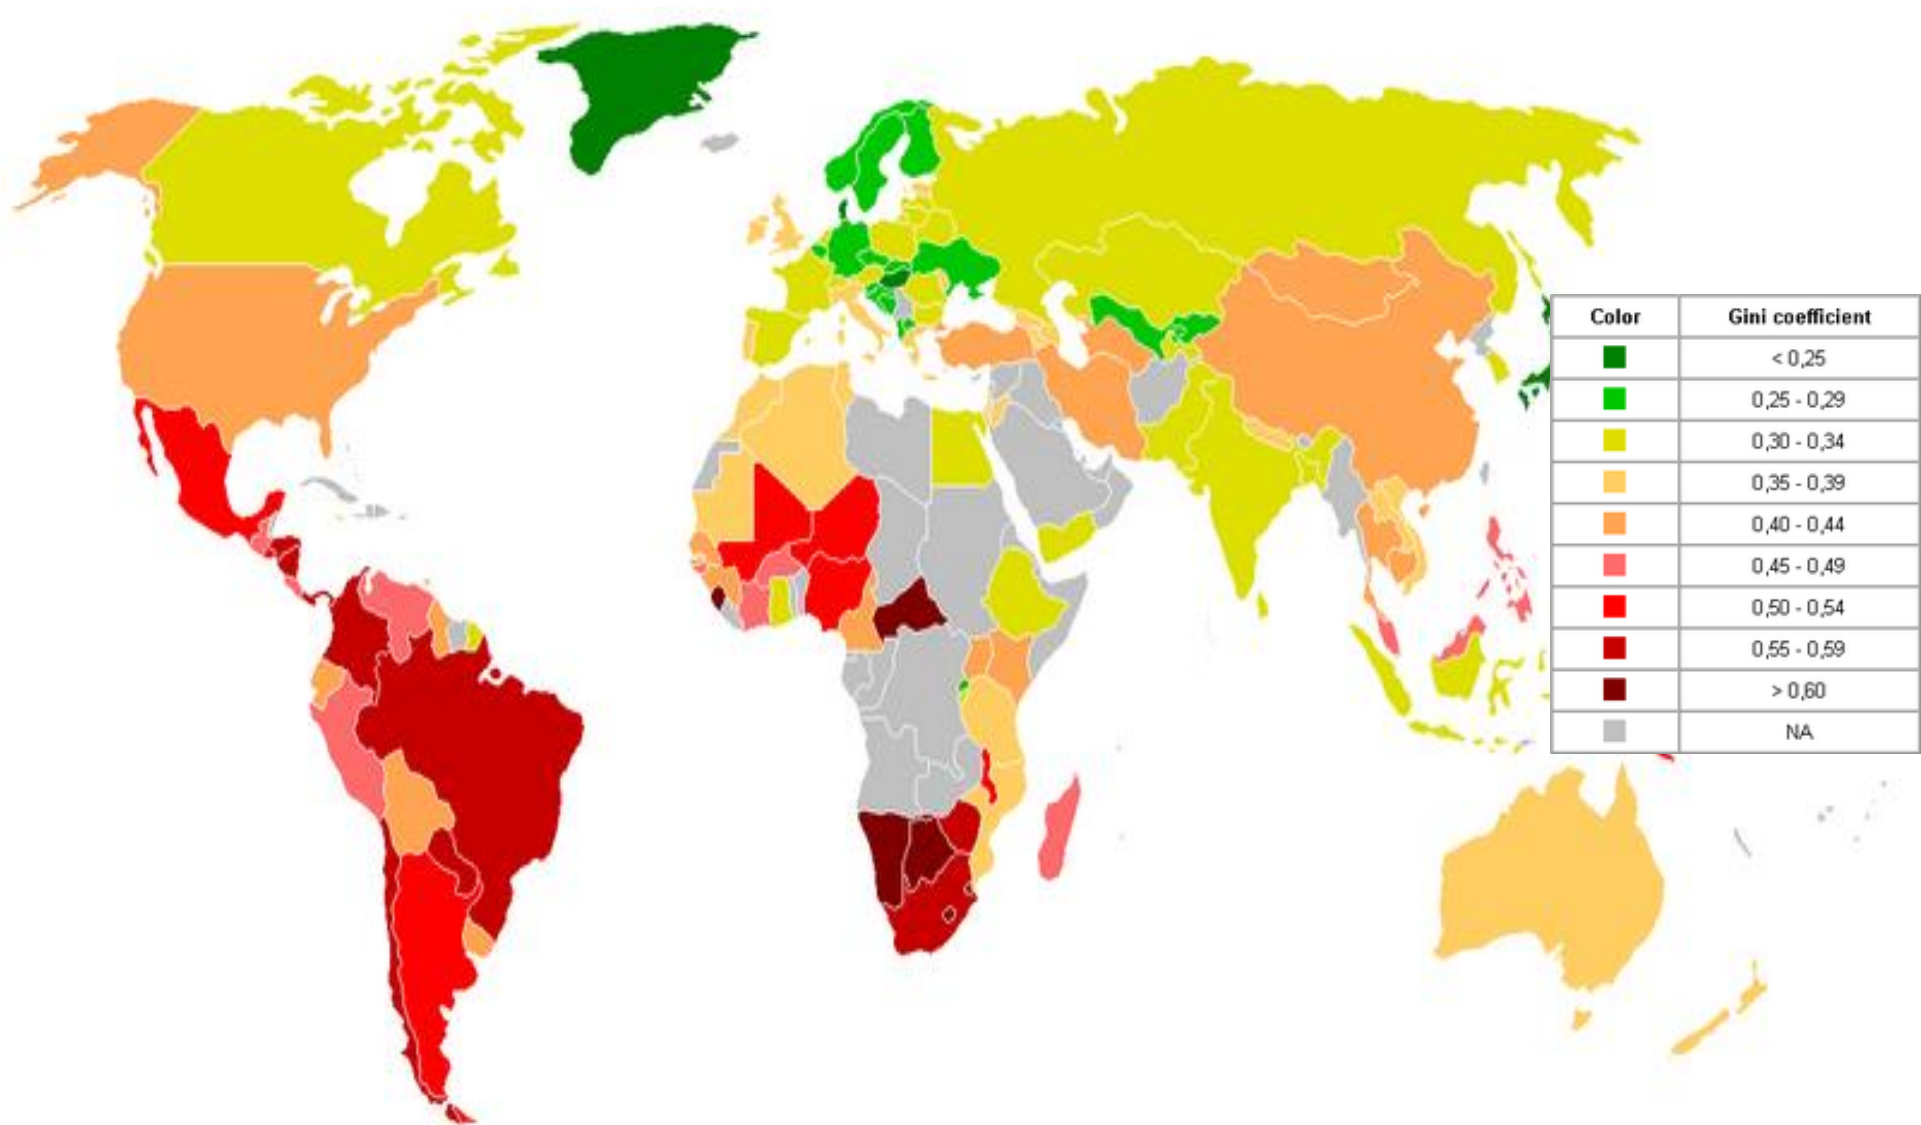 Color Gini coefficient
< 0,25
0,25 - 0,29
0,30 - 0,34
0,35 - 0,39
0,40 - 0,44
0,45 - 0,49
0,50 - 0,54
0,55 - 0,59
> 0,60
NA